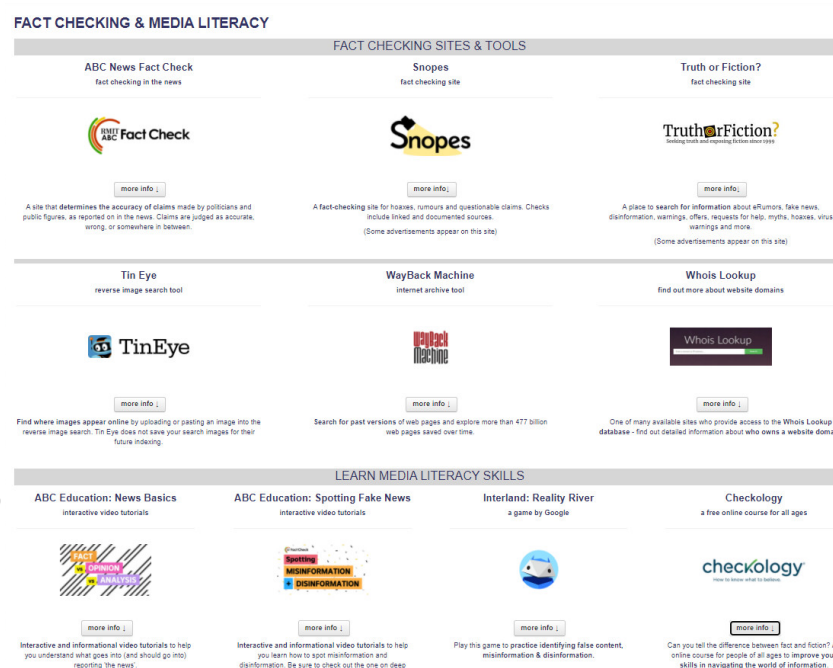 FACT CHECKING & MEDIA LITERACY
FACT CHECKING SITES & TOOLS
ABC News Fact Check
fact checking in the news
RMIT
ABC Fact Check
more info ↓
A site that determines the accuracy of claims made by politicians and
public figures, as reported on in the news. Claims are judged as accurate,
wrong, or somewhere in between.
Snopes
fact checking site
Snopes
more info↓
A fact-checking site for hoaxes, rumours and questionable claims. Checks
include linked and documented sources.
(Some advertisements appear on this site)
Truth or Fiction?
fact checking site
TruthorFiction?
Seeking truth and exposing fiction since 1999
more info↓
A place to search for information about eRumors, fake news,
disinformation, warnings, offers, requests for help, myths, hoaxes, virus
warnings and more.
(Some advertisements appear on this site)
Tin Eye
reverse image search tool
TinEye
more info ↓
Find where images appear online by uploading or pasting an image into the
reverse image search. Tin Eye does not save your search images for their
future indexing.
WayBack Machine
internet archive tool
WayBack
Machine
more info ↓
Search for past versions of web pages and explore more than 477 billion
web pages saved over time.
Whois Lookup
find out more about website domains
Whois Lookup
more info ↓
One of many available sites who provide access to the Whois Lookup
database - find out detailed information about who owns a website doma
LEARN MEDIA LITERACY SKILLS
ABC Education: News Basics
interactive video tutorials
FACT
vs OPINION
vs ANALYSIS
more info ↓
Interactive and informational video tutorials to help
you understand what goes into (and should go into)
reporting 'the news'.
ABC Education: Spotting Fake News
interactive video tutorials
Spotting
MISINFORMATION
+ DISINFORMATION
more info ↓
Interactive and informational video tutorials to help
you learn how to spot misinformation and
disinformation. Be sure to check out the one on deep
Interland: Reality River
a game by Google
more info ↓
Play this game to practice identifying false content,
misinformation & disinformation.
Checkology
a free online course for all ages
checkology
How to know what to believe.
more info ↓
Can you tell the difference between fact and fiction?
online course for people of all ages to improve you
skills in navigating the world of information.